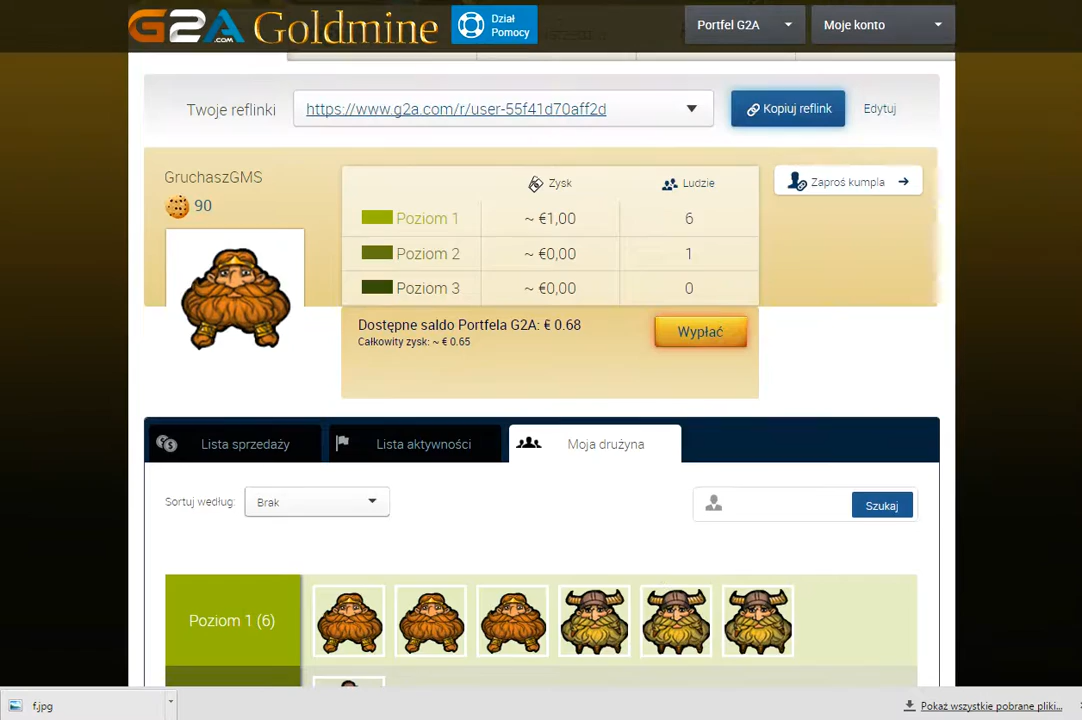 G2A.COM Goldmine
Dział
Pomocy
Portfel G2A
Moje konto
Twoje reflinki
https://www.g2a.com/r/user-55f41d70aff2d
Kopiuj reflink
Edytuj
GruchaszGMS
90
Zysk
Ludzie
Poziom 1
~ €1,00
6
Poziom 2
~ €0,00
1
Poziom 3
~ €0,00
0
Zaproś kumpla
Dostępne saldo Portfela G2A: € 0.68
Całkowity zysk: ~ € 0.65
Wypłać
Lista sprzedaży
Lista aktywności
Moja drużyna
Sortuj według:
Brak
Szukaj
Poziom 1 (6)
f.jpg
Pokaż wszystkie pobrane pliki...